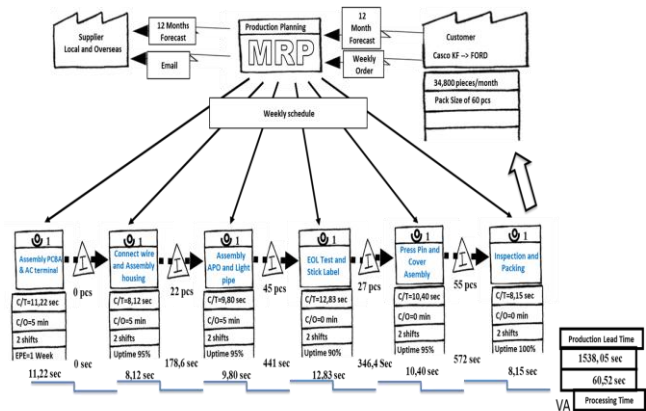 Supplier
Local and Overseas
12 Months
Forecast
Email
Production Planning
MRP
12
Month
Forecast
Weekly
Order
Customer
Casco KF --> FORD
34,800 pieces/month
Pack Size of 60 pcs
Weekly schedule
1
Assembly PCBA
& AC terminal
C/T=11,22 sec
C/O=5 min
2 shifts
EPE=1 Week
I
0 pcs
1
Connect wire
and Assembly
housing
C/T=8,12 sec
C/O=5 min
2 shifts
Uptime 95%
I
22 pcs
1
Assembly
APO and Light
pipe
C/T=9,80 sec
C/O=5 min
2 shifts
Uptime 95%
I
45 pcs
1
EOL Test and
Stick Label
C/T=12,83 sec
C/O=0 min
2 shifts
Uptime 90%
I
27 pcs
1
Press Pin and
Cover
Asembly
C/T=10,40 sec
C/O=0 min
2 shifts
Uptime 95%
I
55 pcs
1
Inspection and
Packing
C/T=8,15 sec
C/O=0 min
2 shifts
Uptime 100%
11,22 sec
0 sec
8,12 sec
178,6 sec
9,80 sec
441 sec
12,83 sec
346,4 sec
10,40 sec
572 sec
8,15 sec
Production Lead Time
1538,05 sec
60,52 sec
VA Processing Time